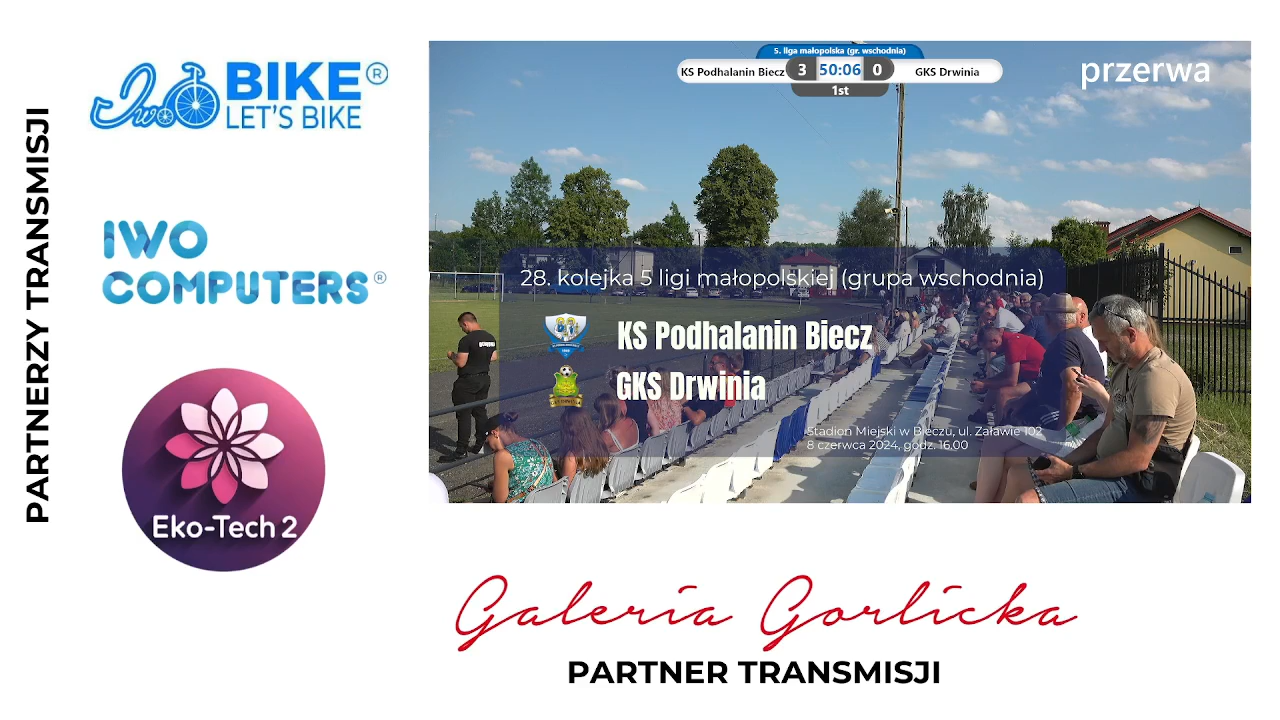 PARTNERZY TRANSMISJI
Iwo BIKE®
LET'S BIKE
IWO
COMPUTERS®
Eko-Tech 2
5. liga małopolska (gr. wschodnia)
KS Podhalanin Biecz 3 50:06 0 GKS Drwinia
1st
przerwa
28. kolejka 5 ligi małopolskiej (grupa wschodnia)
KS Podhalanin Biecz
GKS Drwinia
Stadion Miejski w Bieczu, ul. Załawie 102
8 czerwca 2024, godz. 16.00
Galeria Gorlicka
PARTNER TRANSMISJI